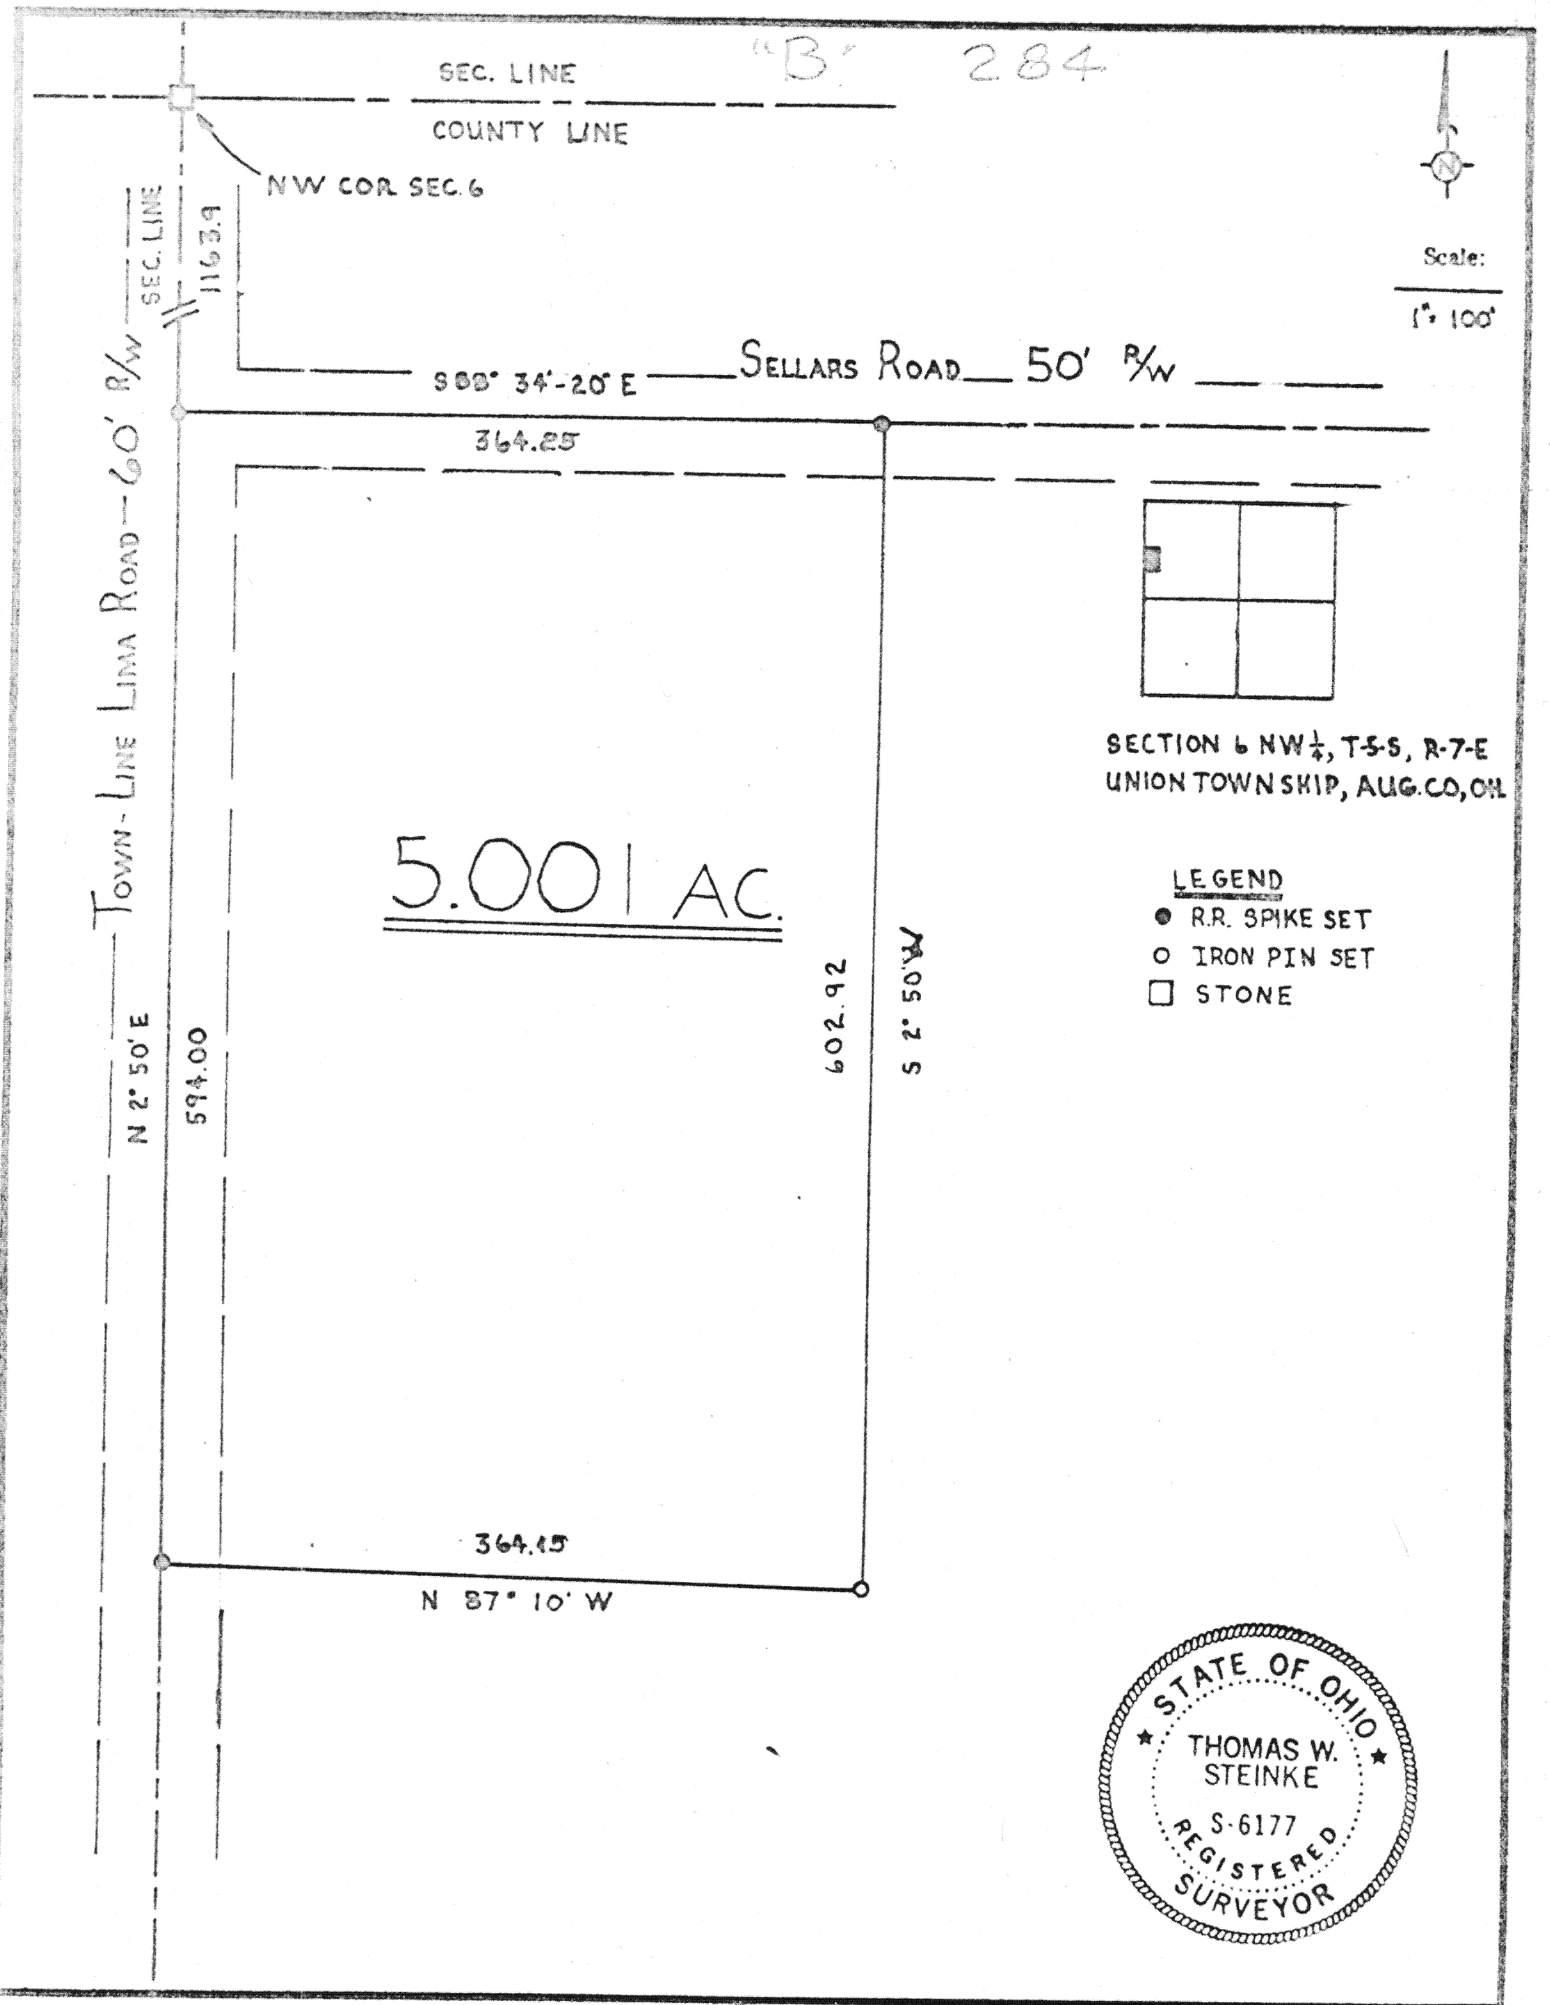 "B" 284
SEC. LINE
COUNTY LINE
NW COR SEC. 6
SEC. LINE
1163.9
N
Scale:
1"= 100'
SELLARS ROAD 50' R/W
S 88° 34'-20" E
364.25
TOWN-LINE LIMA ROAD-60' R/W
SECTION 6 NW 1/4, T-5-S, R-7-E
UNION TOWNSHIP, AUG. CO, OH.
5.001 AC.
LEGEND
R.R. SPIKE SET
IRON PIN SET
STONE
N 2° 50' E
594.00
602.92
S 2° 50' W
364.15
N 87° 10' W
STATE OF OHIO
THOMAS W.
STEINKE
S-6177
REGISTERED
SURVEYOR